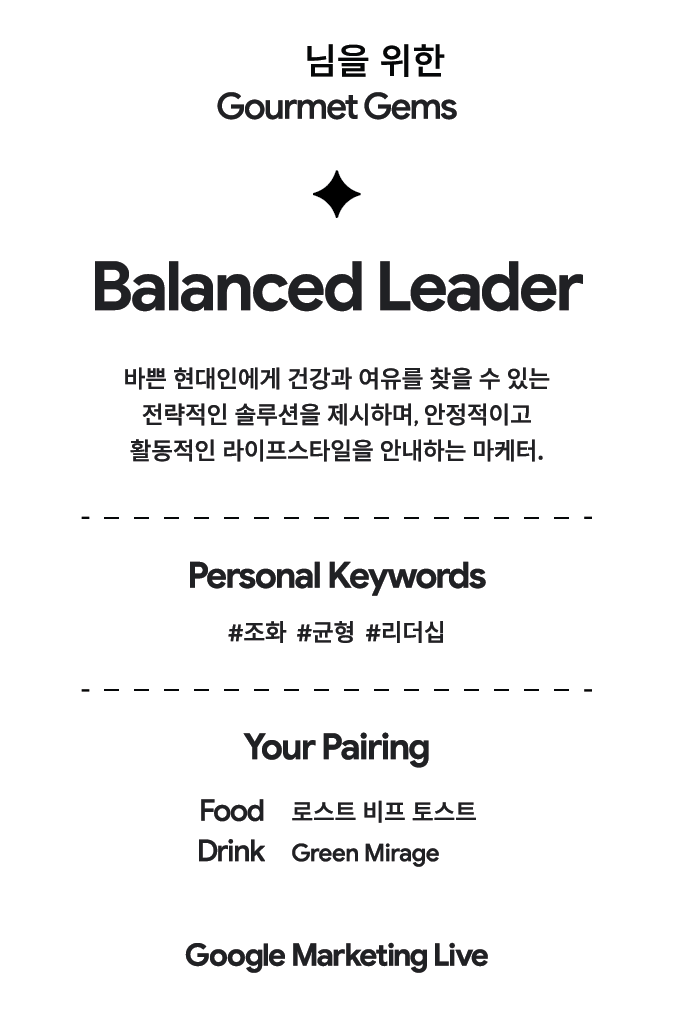 님을 위한
Gourmet Gems
Balanced Leader
바쁜 현대인에게 건강과 여유를 찾을 수 있는
전략적인 솔루션을 제시하며, 안정적이고
활동적인 라이프스타일을 안내하는 마케터.
Personal Keywords
#조화 #균형 #리더십
Your Pairing
Food 로스트 비프 토스트
Drink Green Mirage
Google Marketing Live